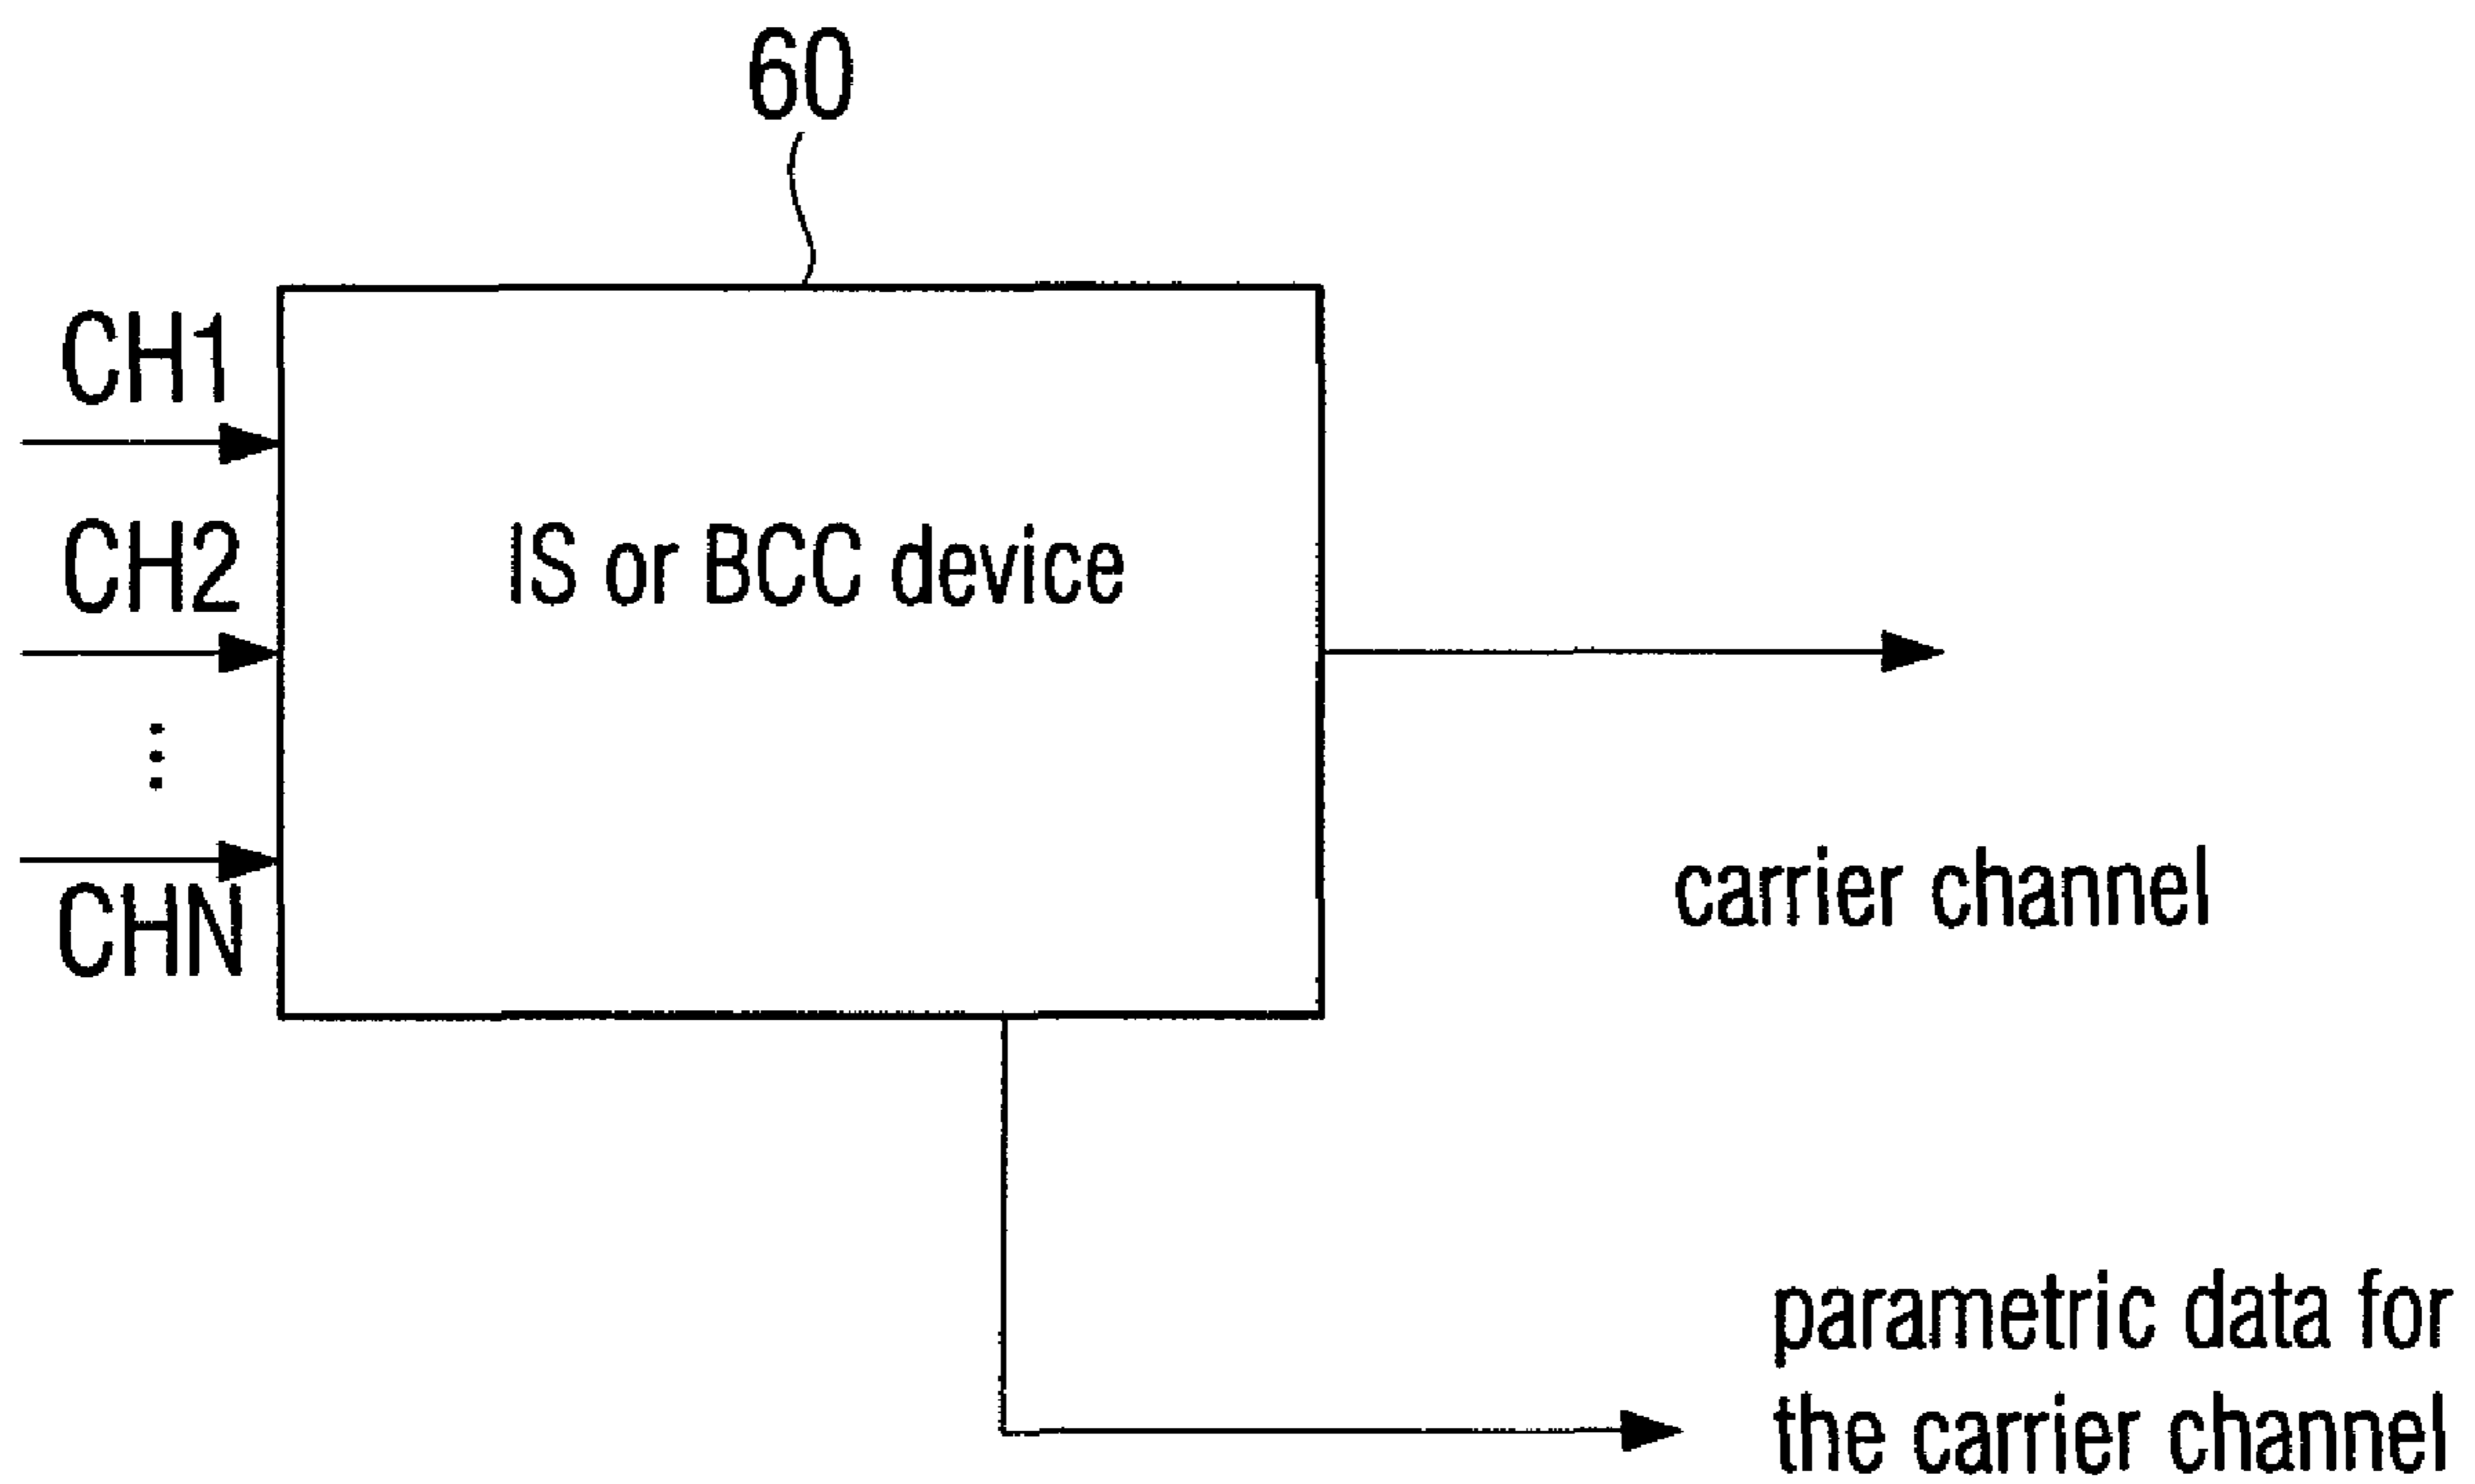 60
CH1
CH2
IS or BCC device
CHN
carrier channel
parametric data for
the carrier channel